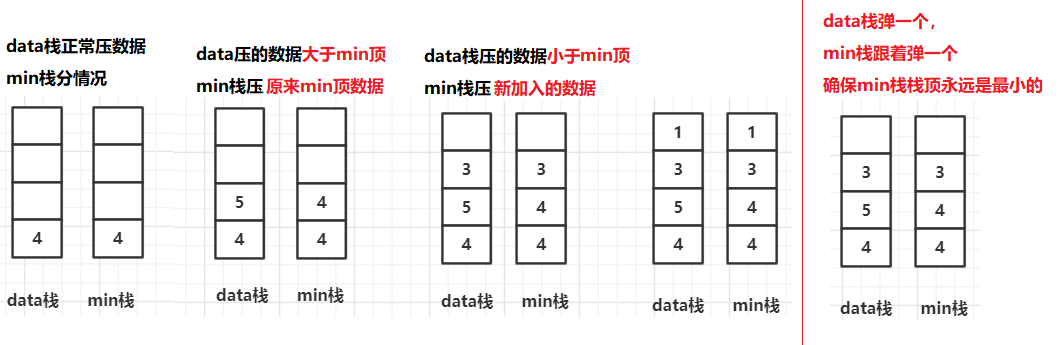 data栈正常压数据
min栈分情况
4
4
data栈
min栈
data压的数据大于min顶
min栈压 原来min顶数据
5
4
4
4
data栈
min栈
data栈压的数据小于min顶
min栈压 新加入的数据
3
3
5
4
4
4
data栈
min栈
1
1
3
3
5
4
4
4
data栈
min栈
data栈弹一个，
min栈跟着弹一个
确保min栈栈顶永远是最小的
3
3
5
4
4
4
data栈
min栈